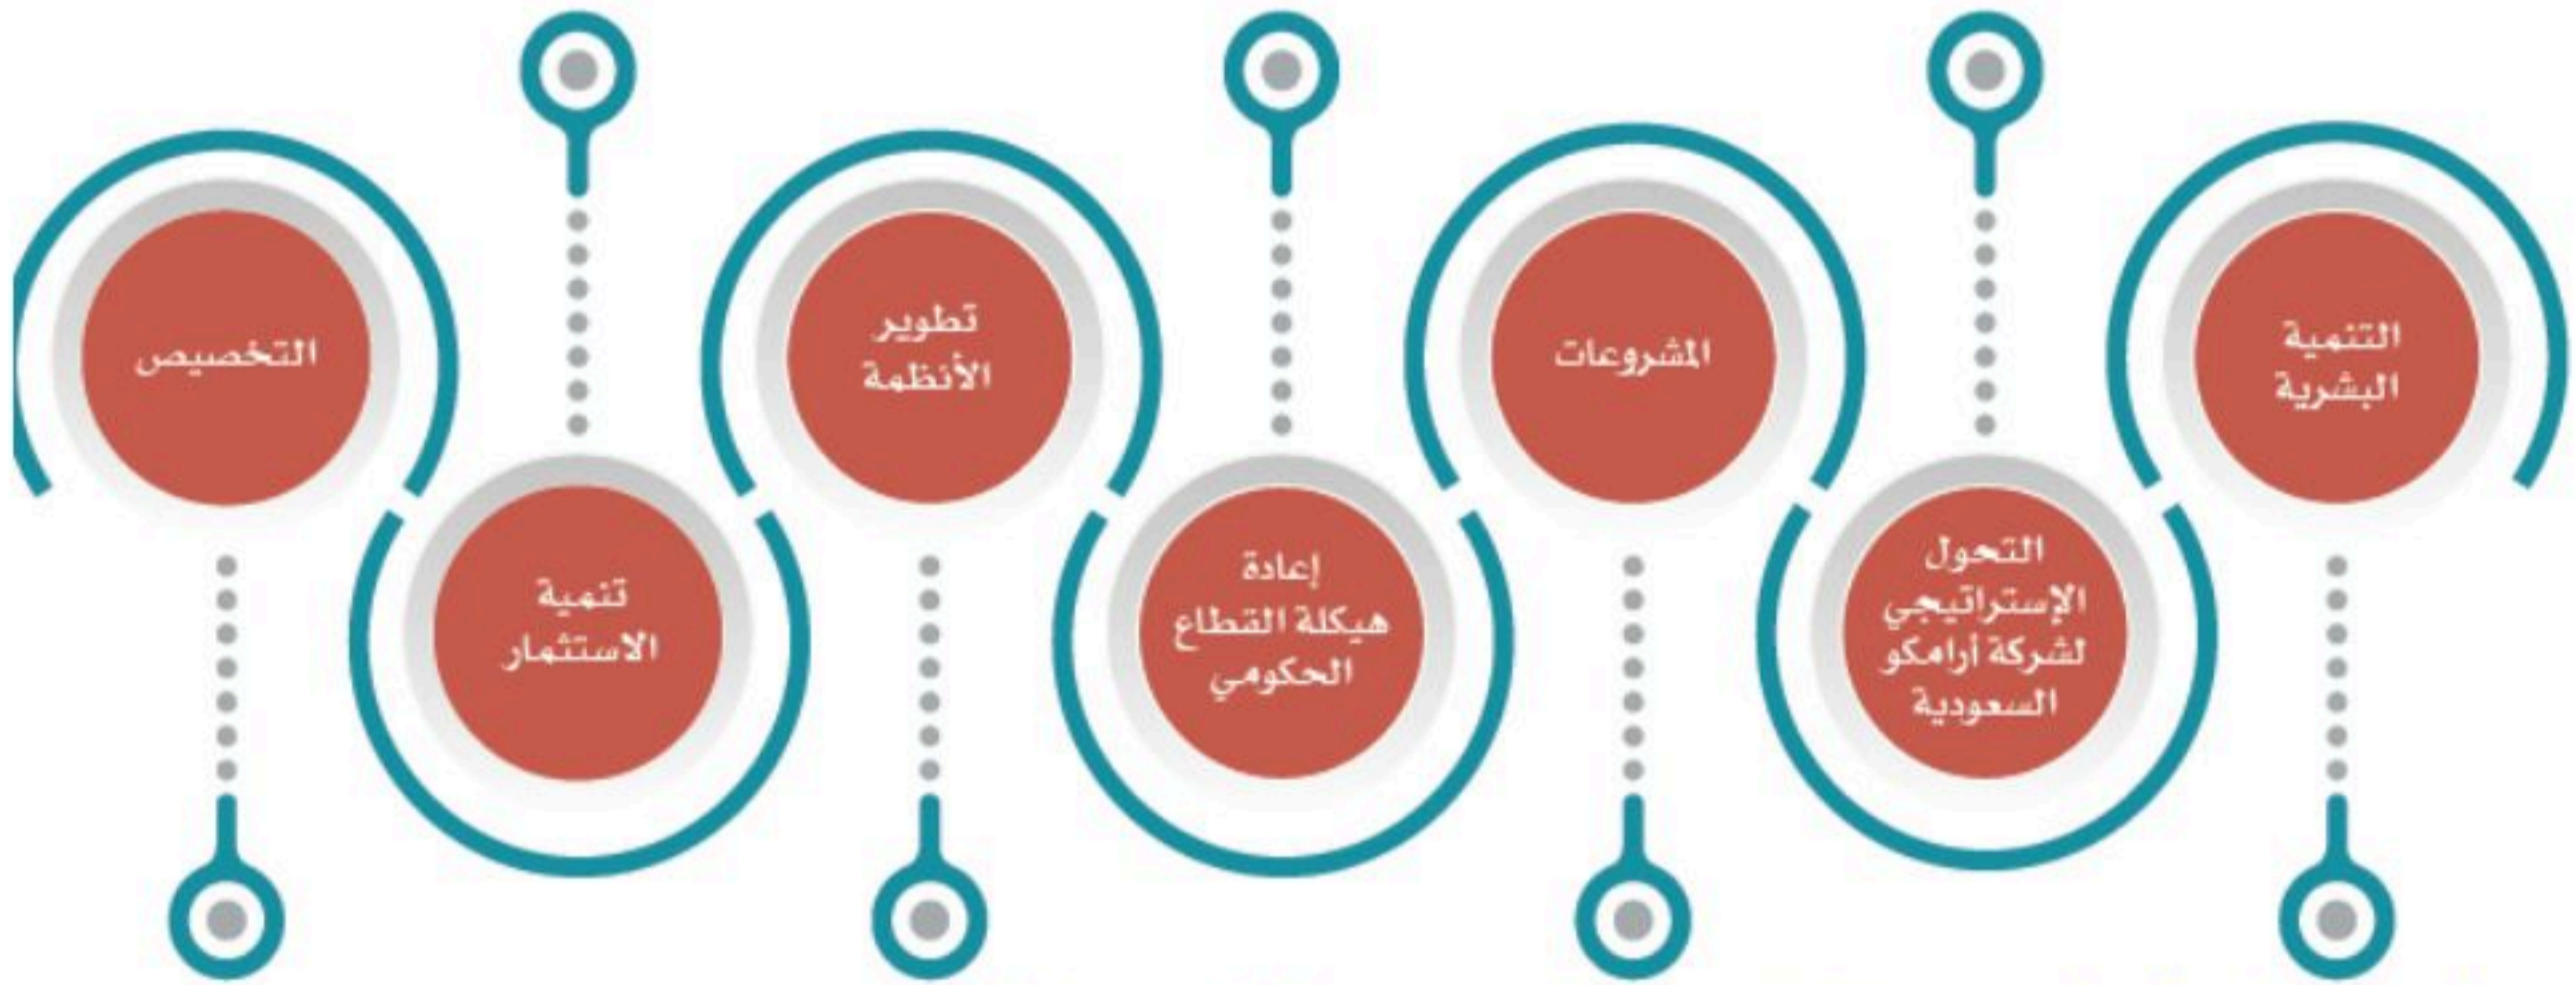 التنمية
البشرية
التحول
الإستراتيجي
لشركة أرامكو
السعودية
المشروعات
إعادة
هيكلة القطاع
الحكومي
تطوير
الأنظمة
تنمية
الاستثمار
التخصيص